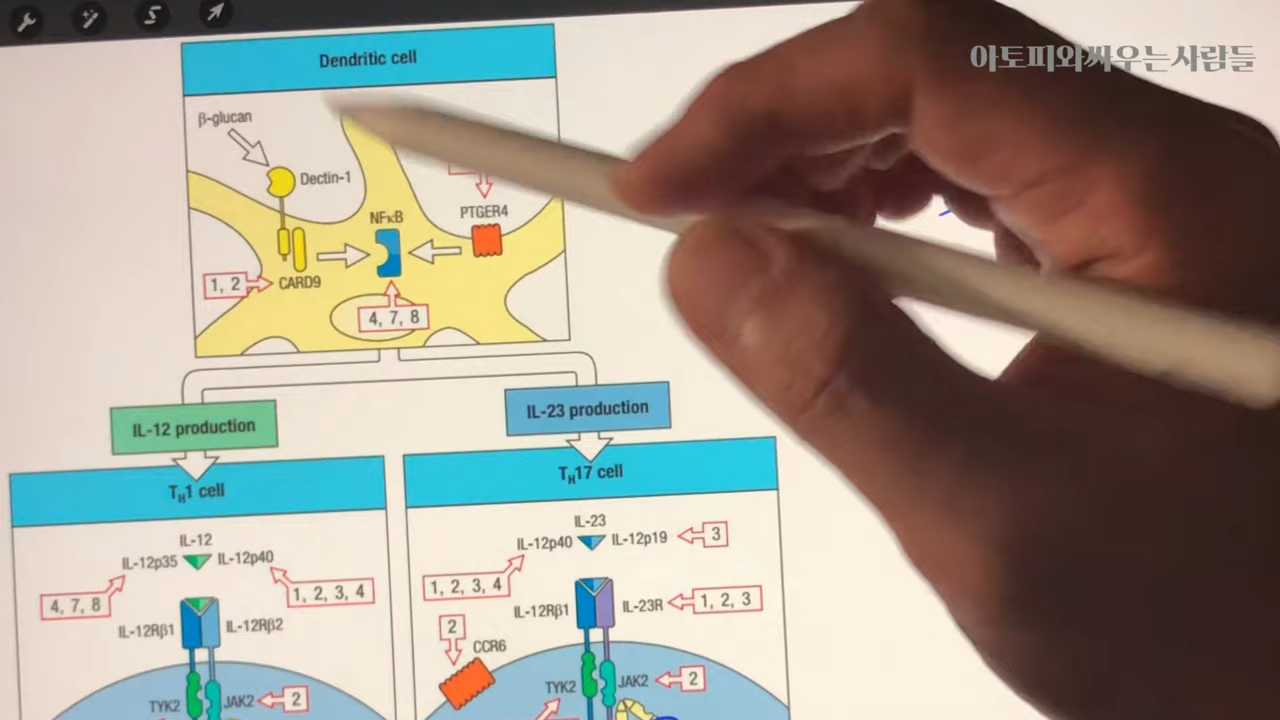 아토피와싸우는사람들
Dendritic cell
β-glucan
Dectin-1
NFκB
PTGER4
1, 2
CARD9
4, 7, 8
IL-12 production
IL-23 production
TH1 cell
TH17 cell
IL-12
IL-12p35
IL-12p40
4, 7, 8
1, 2, 3, 4
IL-12Rβ1
IL-12Rβ2
TYK2
JAK2
2
IL-23
IL-12p40
IL-12p19
3
1, 2, 3, 4
IL-12Rβ1
IL-23R
1, 2, 3
2
CCR6
TYK2
JAK2
2